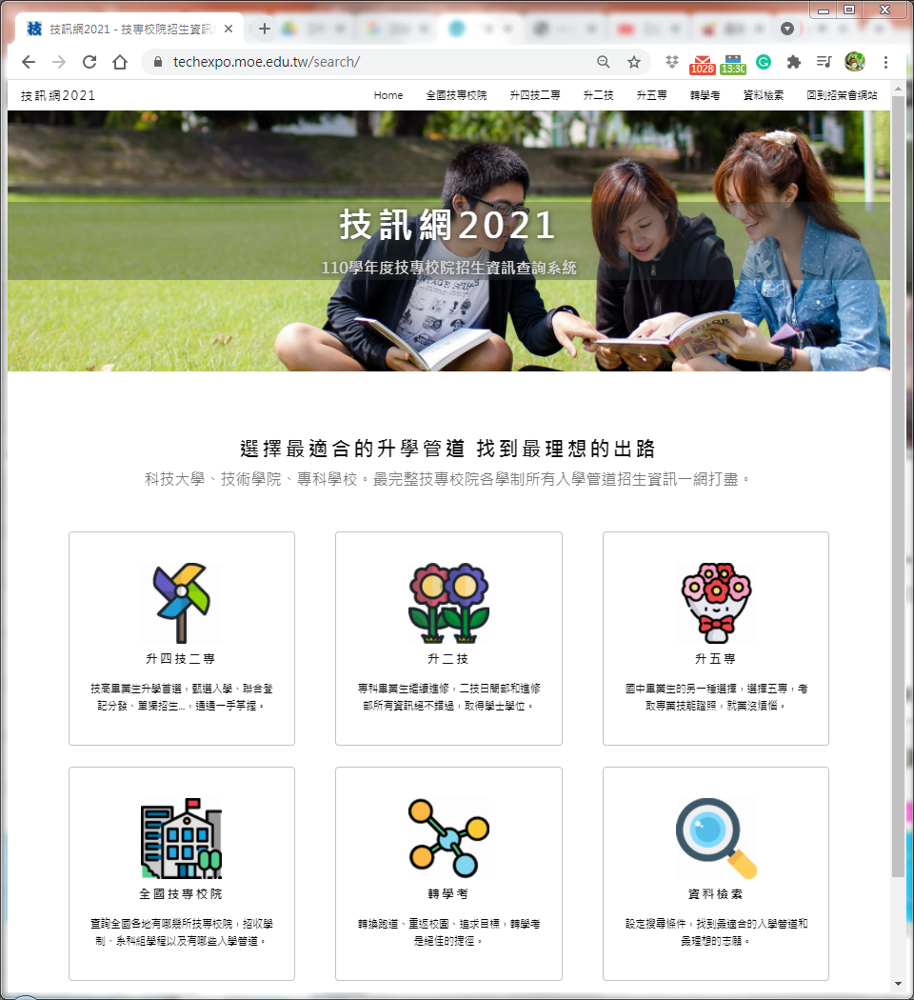 技訊網2021 - 技專校院招生資訊
techexpo.moe.edu.tw/search/
1028
13:30
技訊網2021
Home 全國技專校院 升四技二專 升二技 升五專 轉學考 資料檢索 回到招策會網站
技訊網2021
110學年度技專校院招生資訊查詢系統
選擇最適合的升學管道 找到最理想的出路
科技大學、技術學院、專科學校。最完整技專校院各學制所有入學管道招生資訊一網打盡。
升四技二專
技高畢業生升學首選，甄選入學、聯合登
記分發、單獨招生...，通通一手掌握。
升二技
專科畢業生繼續進修，二技日間部和進修
部所有資訊絕不錯過，取得學士學位。
升五專
國中畢業生的另一種選擇，選擇五專，考
取專業技能證照，就業沒煩惱。
全國技專校院
查詢全國各地有哪幾所技專校院，招收學
制、系科組學程以及有哪些入學管道。
轉學考
轉換跑道、重返校園、追求目標，轉學考
是絕佳的捷徑。
資料檢索
設定搜尋條件，找到最適合的入學管道和
最理想的志願。